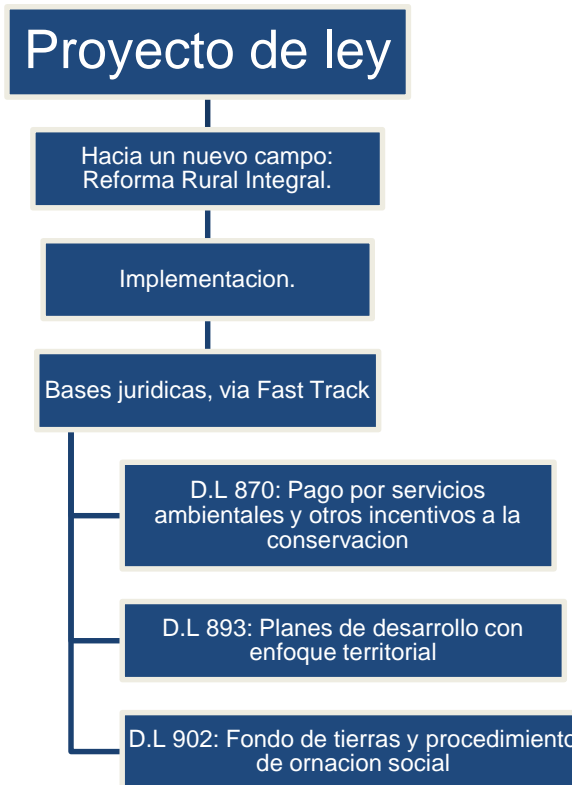 Proyecto de ley
Hacia un nuevo campo:
Reforma Rural Integral.
Implementacion.
Bases juridicas, via Fast Track
D.L 870: Pago por servicios
ambientales y otros incentivos a la
conservacion
D.L 893: Planes de desarrollo con
enfoque territorial
D.L 902: Fondo de tierras y procedimiento
de ornacion social